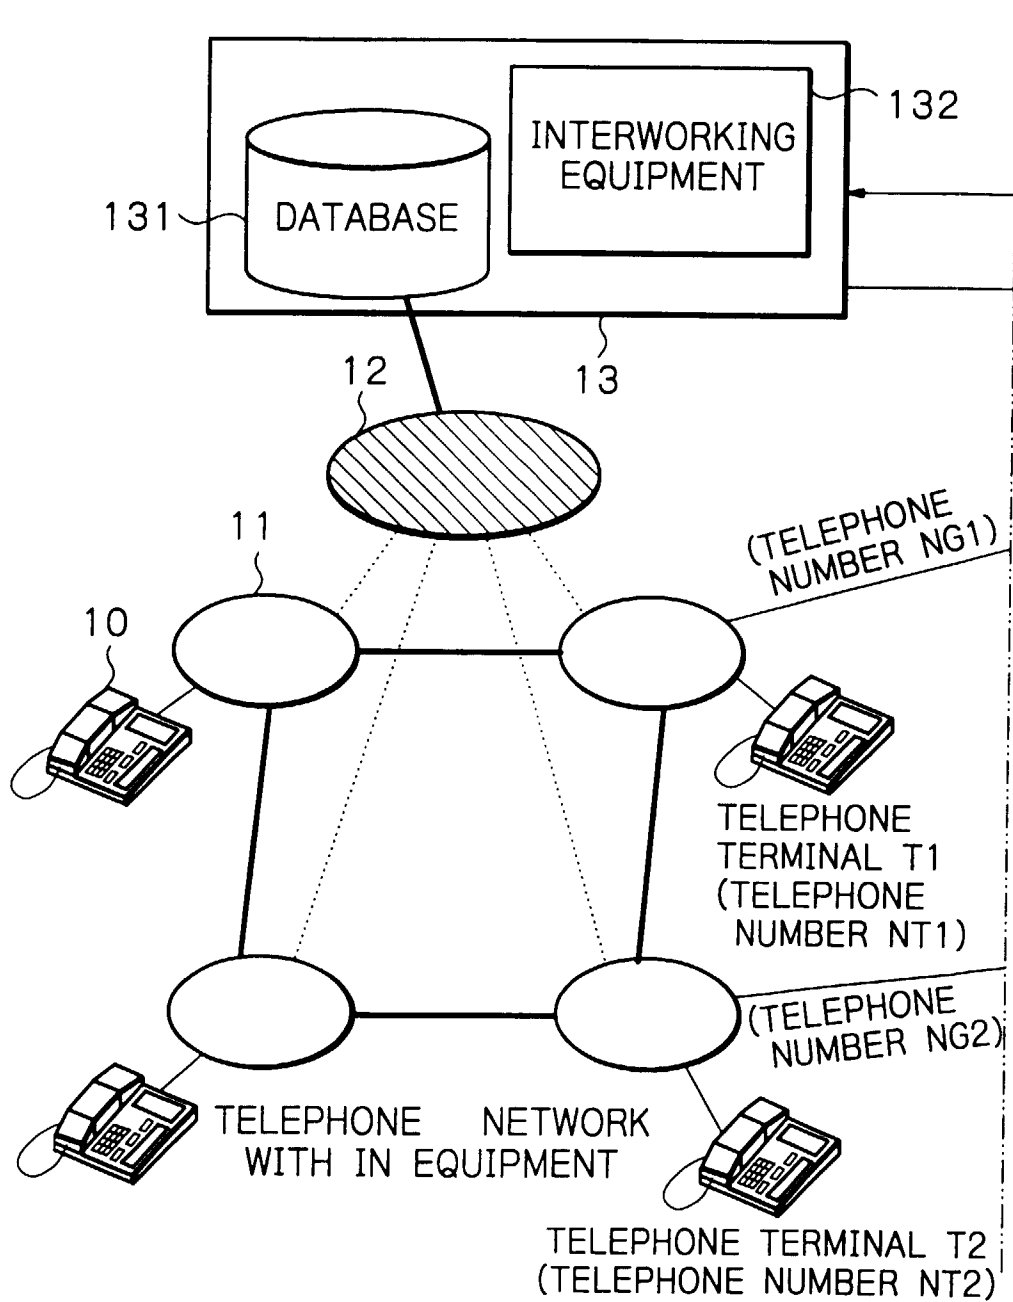 132
INTERWORKING
EQUIPMENT
131
DATABASE
13
12
11
(TELEPHONE
NUMBER NG1)
10
TELEPHONE
TERMINAL T1
(TELEPHONE
NUMBER NT1)
(TELEPHONE
NUMBER NG2)
TELEPHONE NETWORK
WITH IN EQUIPMENT
TELEPHONE TERMINAL T2
(TELEPHONE NUMBER NT2)